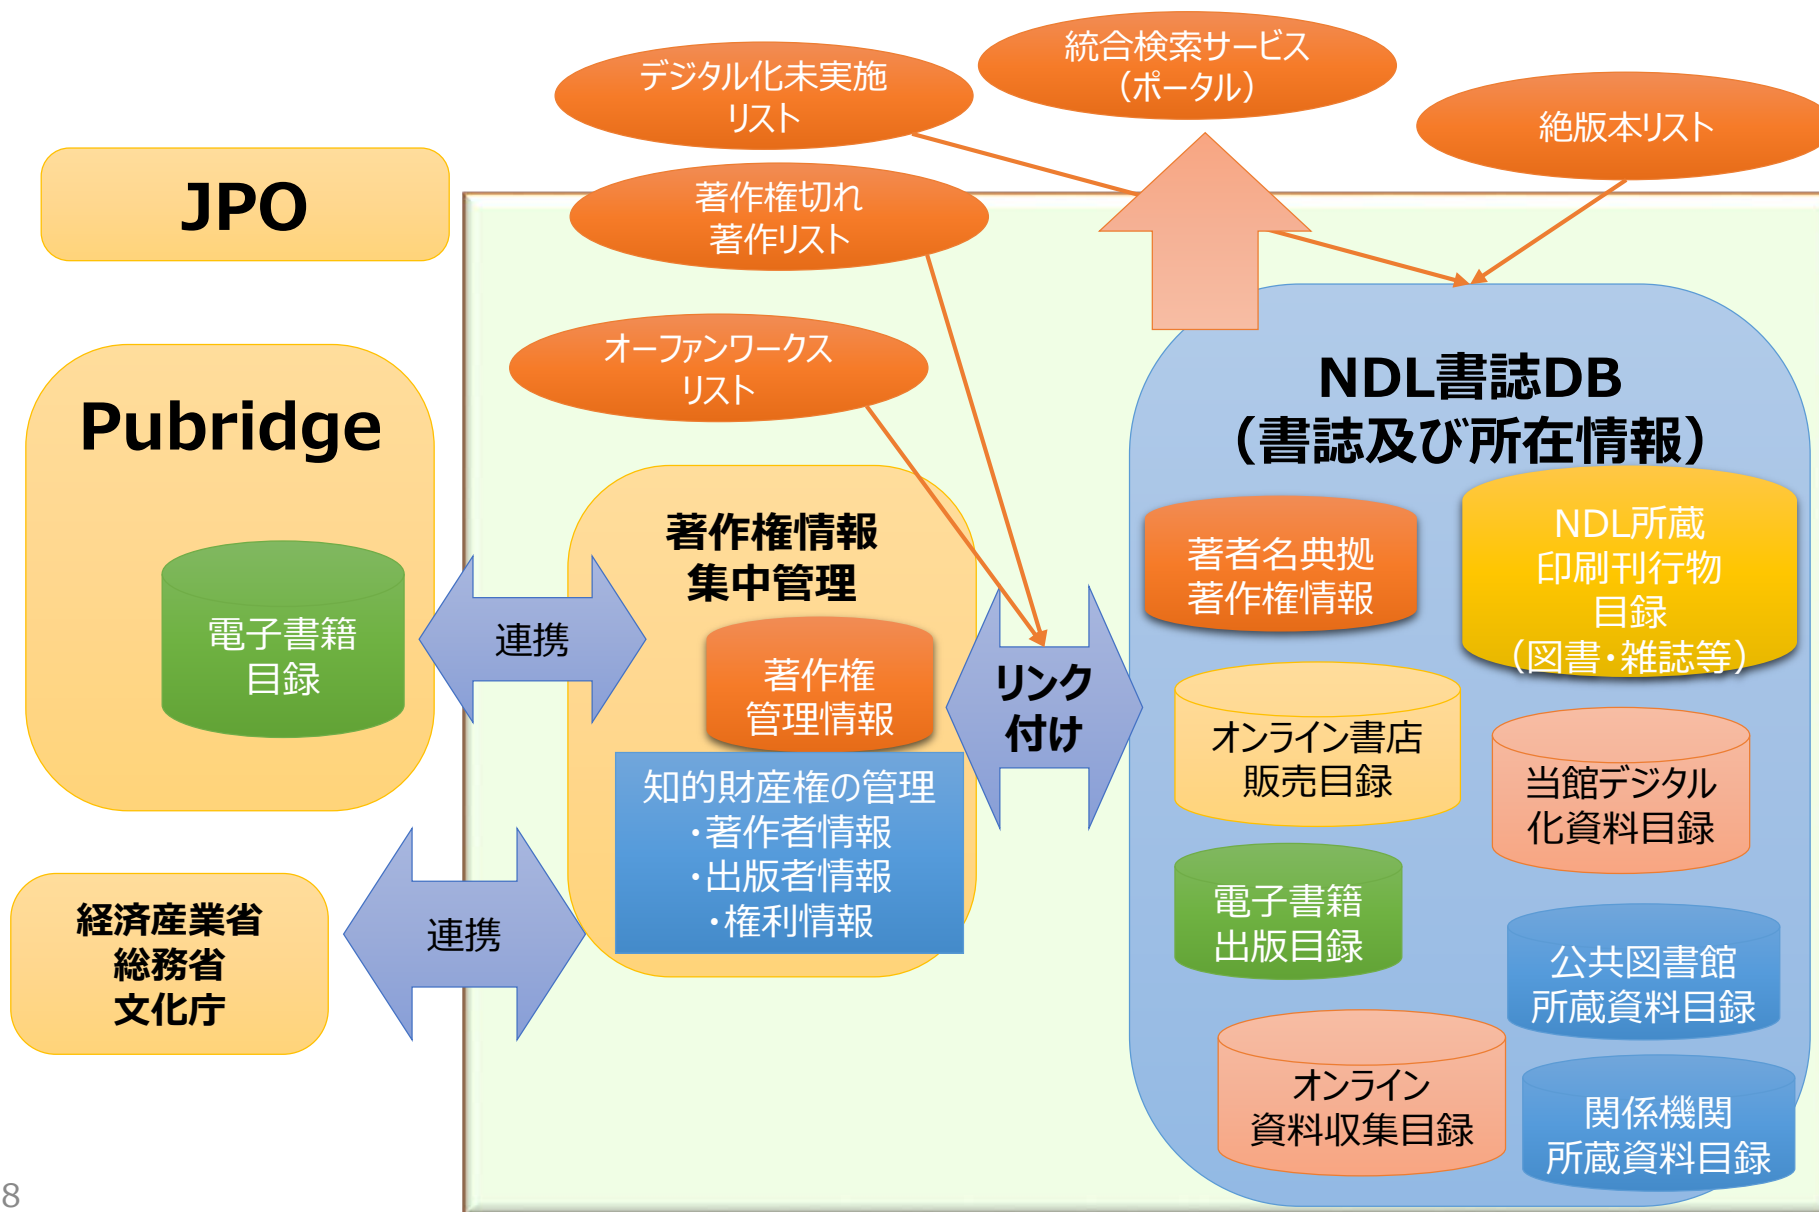 デジタル化未実施
リスト
統合検索サービス
（ポータル）
絶版本リスト
JPO
著作権切れ
著作リスト
オーファンワークス
リスト
Pubridge
電子書籍
目録
連携
著作権情報
集中管理
著作権
管理情報
知的財産権の管理
・著作者情報
・出版者情報
・権利情報
リンク
付け
経済産業省
総務省
文化庁
連携
NDL書誌DB
（書誌及び所在情報）
著者名典拠
著作権情報
NDL所蔵
印刷刊行物
目録
（図書・雑誌等）
オンライン書店
販売目録
当館デジタル
化資料目録
電子書籍
出版目録
公共図書館
所蔵資料目録
オンライン
資料収集目録
関係機関
所蔵資料目録
8